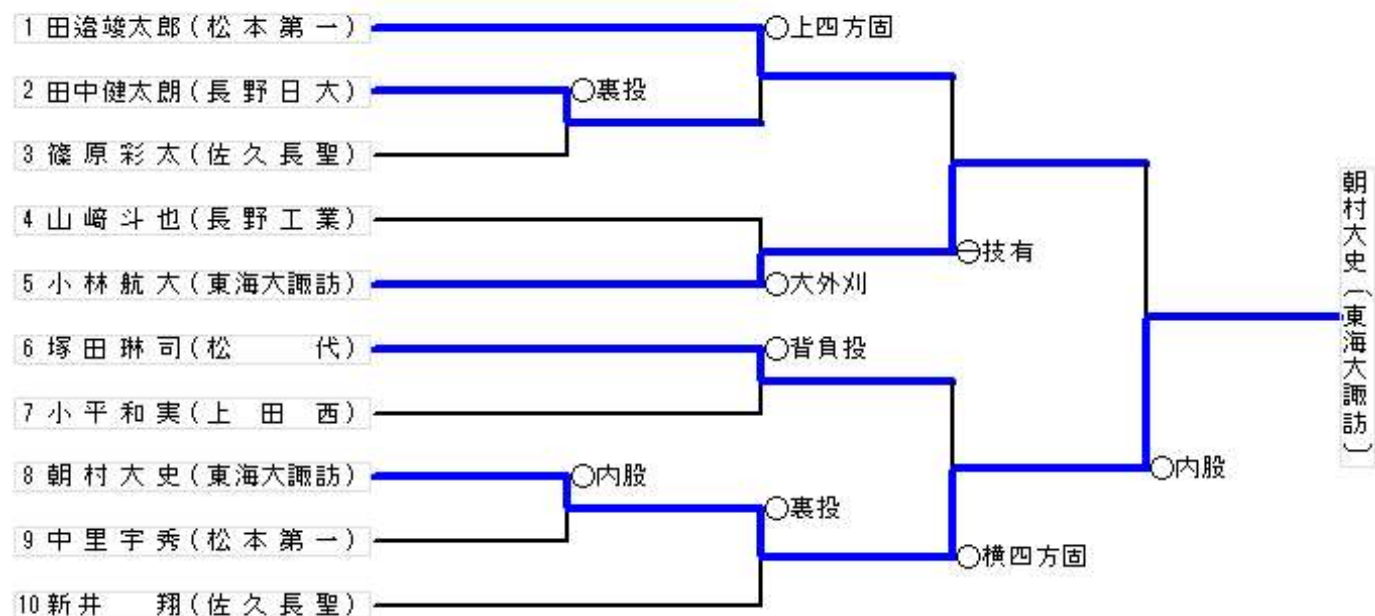 1 田邉竣太郎(松本第一)
○上四方固
2 田中健太朗(長野日大)
○裏投
3 篠原彩太(佐久長聖)
4 山﨑斗也(長野工業)
技有
5 小林航大(東海大諏訪)
○大外刈
6 塚田琳司(松代)
○背負投
7 小平和実(上田西)
8 朝村大史(東海大諏訪)
○内股
○裏投
○内股
9 中里宇秀(松本第一)
○横四方固
10 新井 翔(佐久長聖)
朝村大史(東海大諏訪)